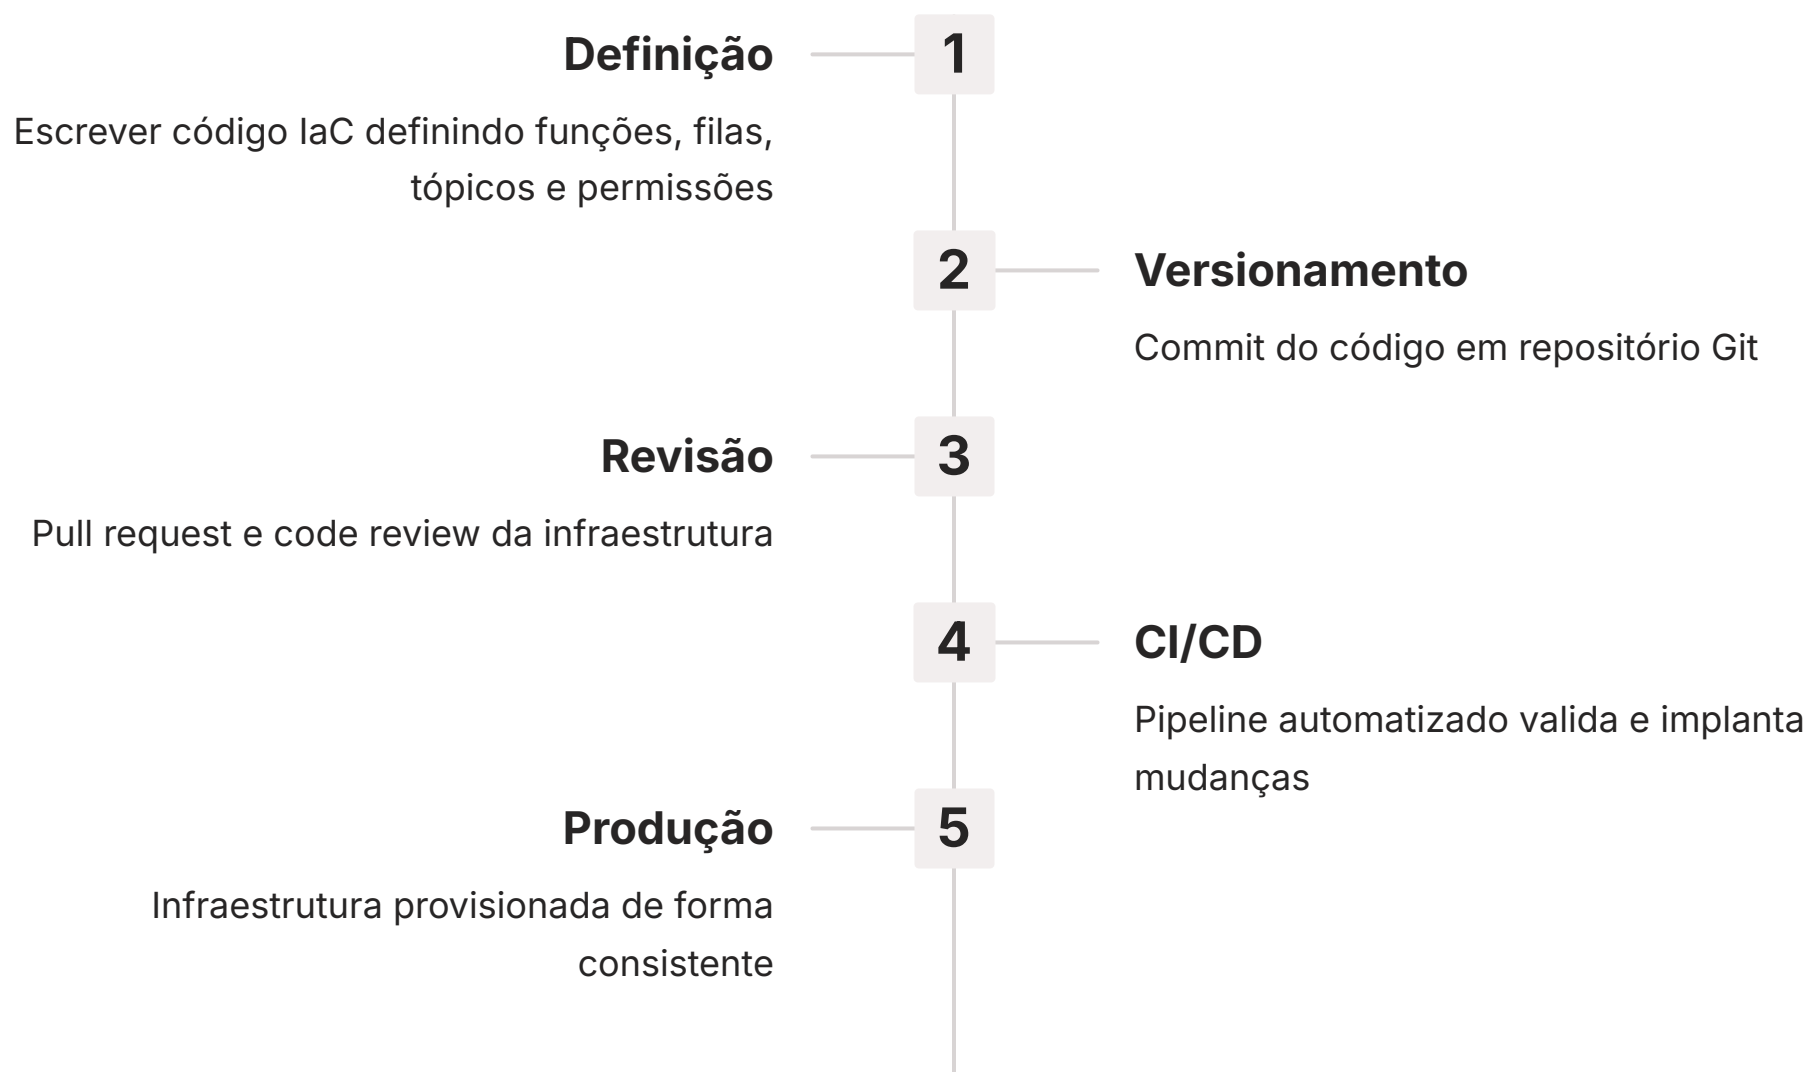 1
Definição
Escrever código IaC definindo funções, filas,
tópicos e permissões
2
Versionamento
Commit do código em repositório Git
3
Revisão
Pull request e code review da infraestrutura
4
CI/CD
Pipeline automatizado valida e implanta
mudanças
5
Produção
Infraestrutura provisionada de forma
consistente